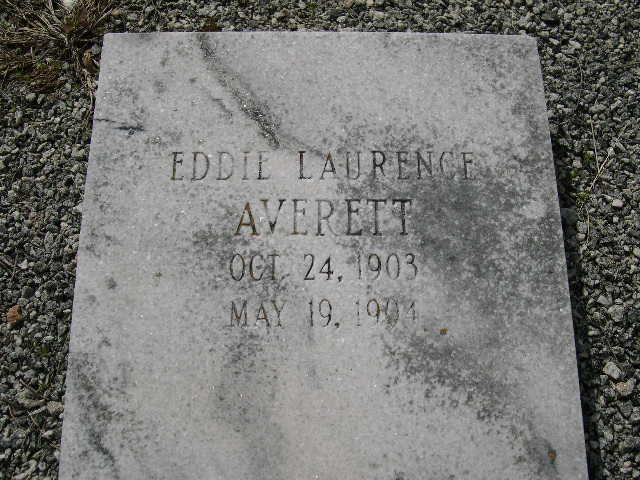 EDDIE LAURENCE
AVERETT
OCT. 24, 1903
MAY 19, 1904